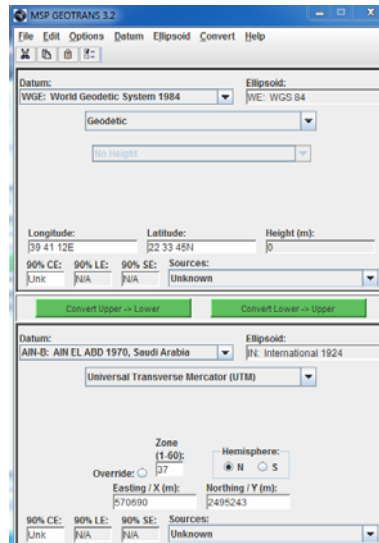 MSP GEOTRANS 3.2
File Edit Options Datum Ellipsoid Convert Help
Datum: Ellipsoid:
WGE: World Geodetic System 1984 WE: WGS 84
Geodetic
No Height
Longitude: Latitude: Height (m):
39 41 12E 22 33 45N 0
90% CE: 90% LE: 90% SE: Sources:
Unk N/A N/A Unknown
Convert Upper -> Lower Convert Lower -> Upper
Datum: Ellipsoid:
AIN-B: AIN EL ABD 1970, Saudi Arabia IN: International 1924
Universal Transverse Mercator (UTM)
Zone
(1-60): Hemisphere:
Override: 37 N S
Easting / X (m): Northing / Y (m):
570690 2495243
90% CE: 90% LE: 90% SE: Sources:
Unk N/A N/A Unknown